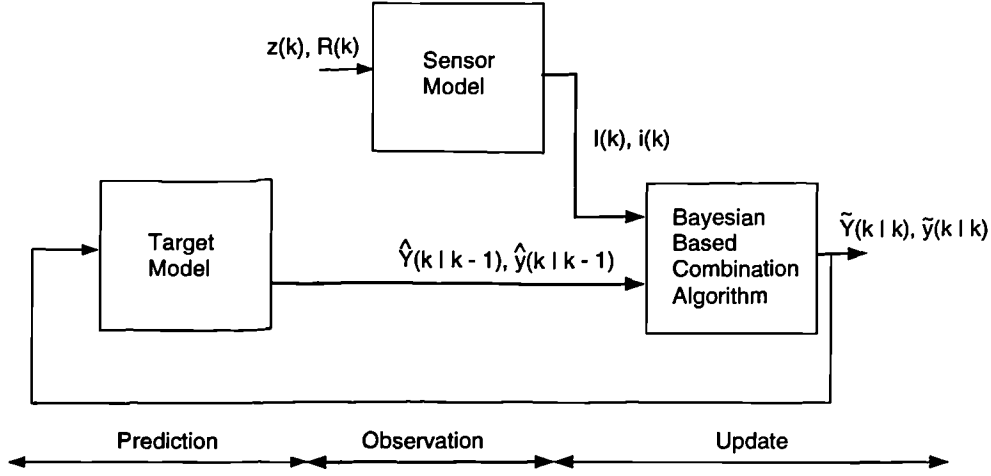 z(k), R(k)
Sensor
Model
I(k), i(k)
Target
Model
Ŷ(k | k - 1), ŷ(k | k - 1)
Bayesian
Based
Combination
Algorithm
Ỹ(k | k), ỹ(k | k)
Prediction
Observation
Update